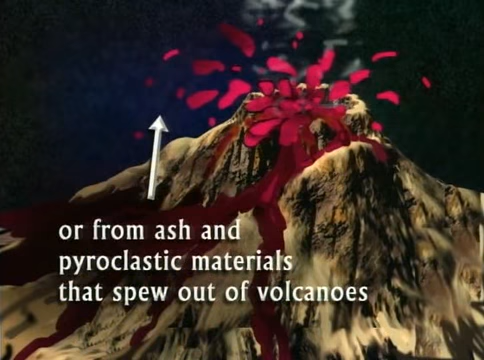 or from ash and
pyroclastic materials
that spew out of volcanoes